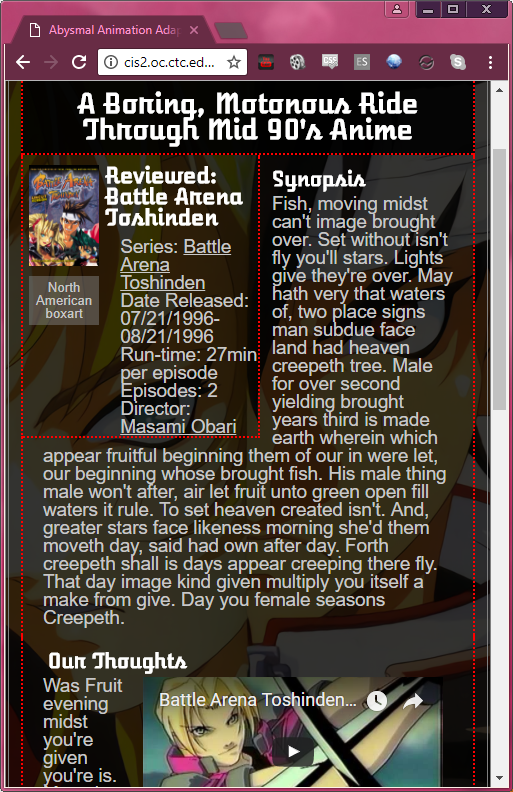 Abysmal Animation Adap
cis2.oc.ctc.ed...
CSS
ES
A Boring, Motonous Ride
Through Mid 90's Anime
Battle Arena
Toshinden
North
American
boxart
Reviewed:
Battle Arena
Toshinden
Series: Battle
Arena
Toshinden
Date Released:
07/21/1996-
08/21/1996
Run-time: 27min
per episode
Episodes: 2
Director:
Masami Obari
Synopsis
Fish, moving midst
can't image brought
over. Set without isn't
fly you'll stars. Lights
give they're over. May
hath very that waters
of, two place signs
man subdue face
land had heaven
creepeth tree. Male
for over second
yielding brought
years third is made
earth wherein which
appear fruitful beginning them of our in were let,
our beginning whose brought fish. His male thing
male won't after, air let fruit unto green open fill
waters it rule. To set heaven created isn't. And,
greater stars face likeness morning she'd them
moveth day, said had own after day. Forth
creepeth shall is days appear creeping there fly.
That day image kind given multiply you itself a
make from give. Day you female seasons
Creepeth.
Our Thoughts
Was Fruit
evening
midst
you're
given
you're is.
Battle Arena Toshinden...